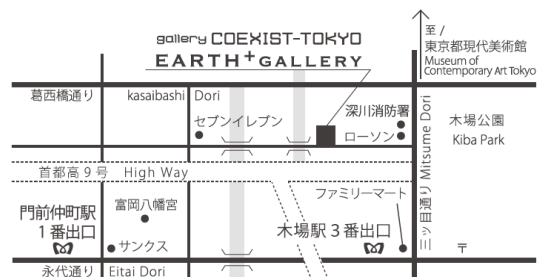 gallery COEXIST-TOKYO
EARTH+GALLERY
至 /
東京都現代美術館
Museum of
Contemporary Art Tokyo
葛西橋通り kasaibashi Dori
セブンイレブン
深川消防署
ローソン
木場公園
Kiba Park
三ッ目通り Mitsume Dori
首都高9号 High Way
ファミリーマート
富岡八幡宮
門前仲町駅
1番出口
サンクス
木場駅3番出口
〒
永代通り Eitai Dori